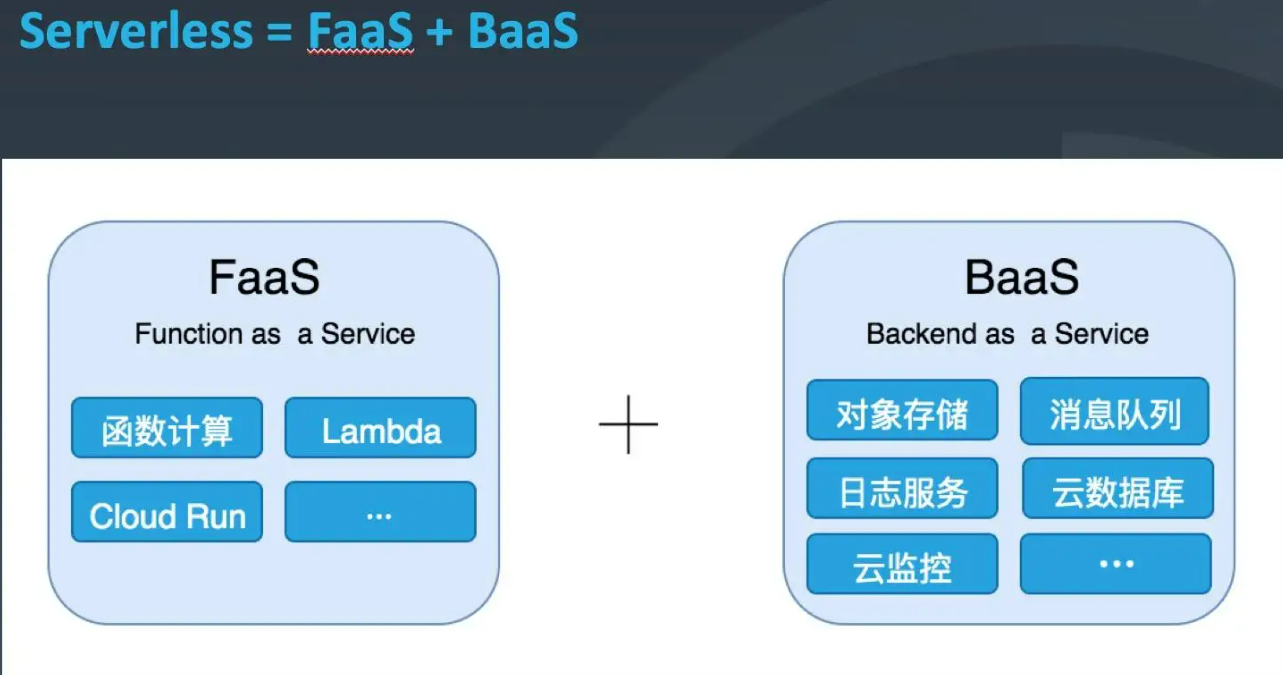 Serverless = FaaS + BaaS
FaaS
Function as a Service
函数计算
Lambda
Cloud Run
...
+
BaaS
Backend as a Service
对象存储
消息队列
日志服务
云数据库
云监控
...